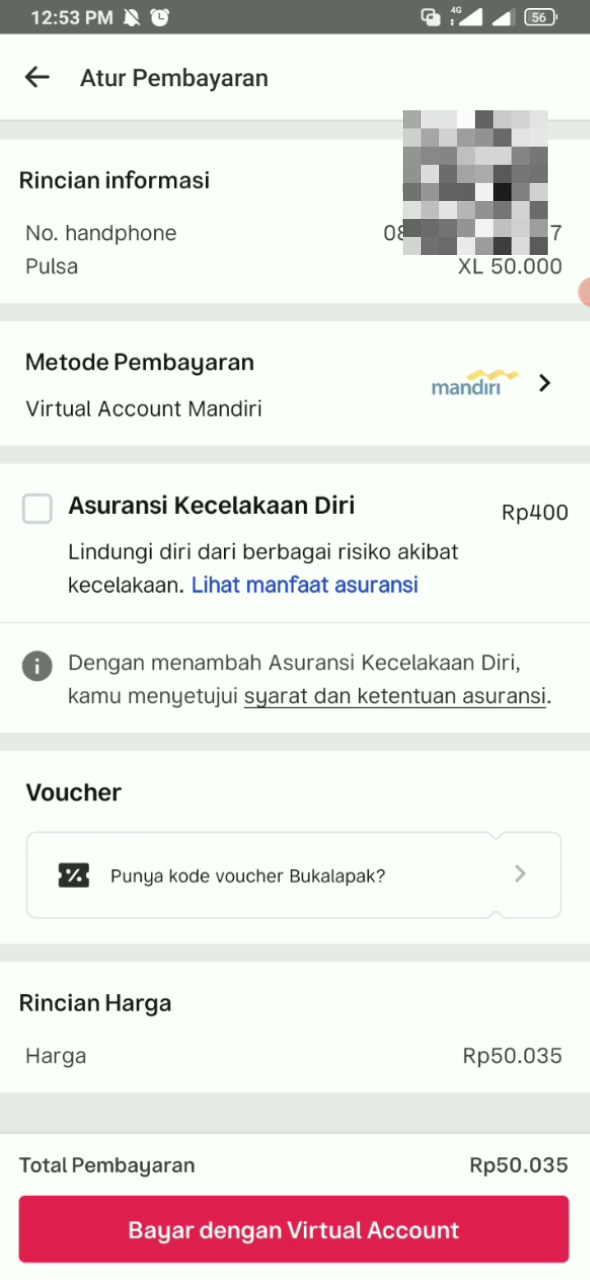 12:53 PM
4G
56
Atur Pembayaran
Rincian informasi
No. handphone 08 7
Pulsa XL 50.000
Metode Pembayaran
Virtual Account Mandiri
mandiri
Asuransi Kecelakaan Diri Rp400
Lindungi diri dari berbagai risiko akibat
kecelakaan. Lihat manfaat asuransi
Dengan menambah Asuransi Kecelakaan Diri,
kamu menyetujui syarat dan ketentuan asuransi.
Voucher
Punya kode voucher Bukalapak?
Rincian Harga
Harga Rp50.035
Total Pembayaran Rp50.035
Bayar dengan Virtual Account